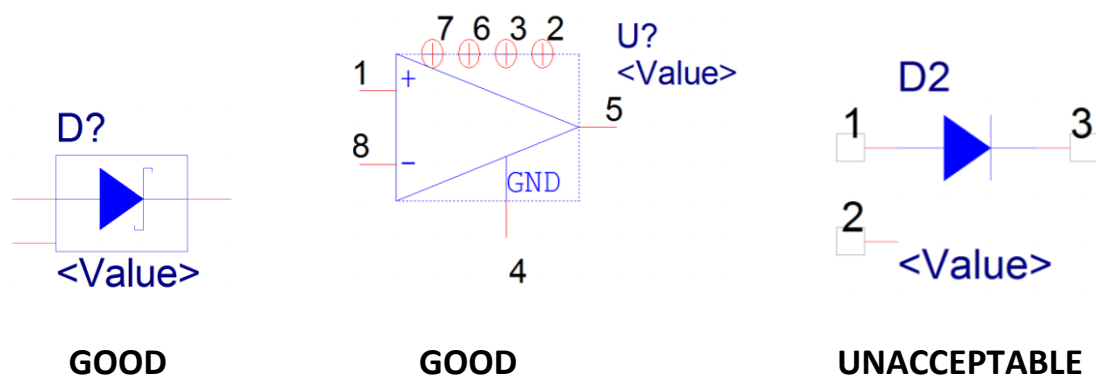 D?
<Value>
GOOD
7 6 3 2
U?
<Value>
1
+
5
8
−
GND
4
GOOD
D2
1
3
2
<Value>
UNACCEPTABLE